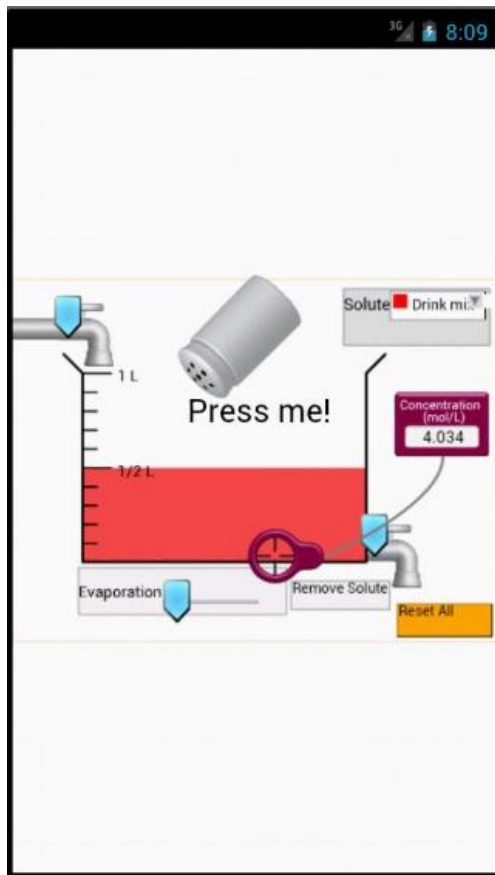 3G 8:09
Solute Drink mi
1 L
Press me!
Concentration
(mol/L)
4.034
1/2 L
Evaporation
Remove Solute
Reset All